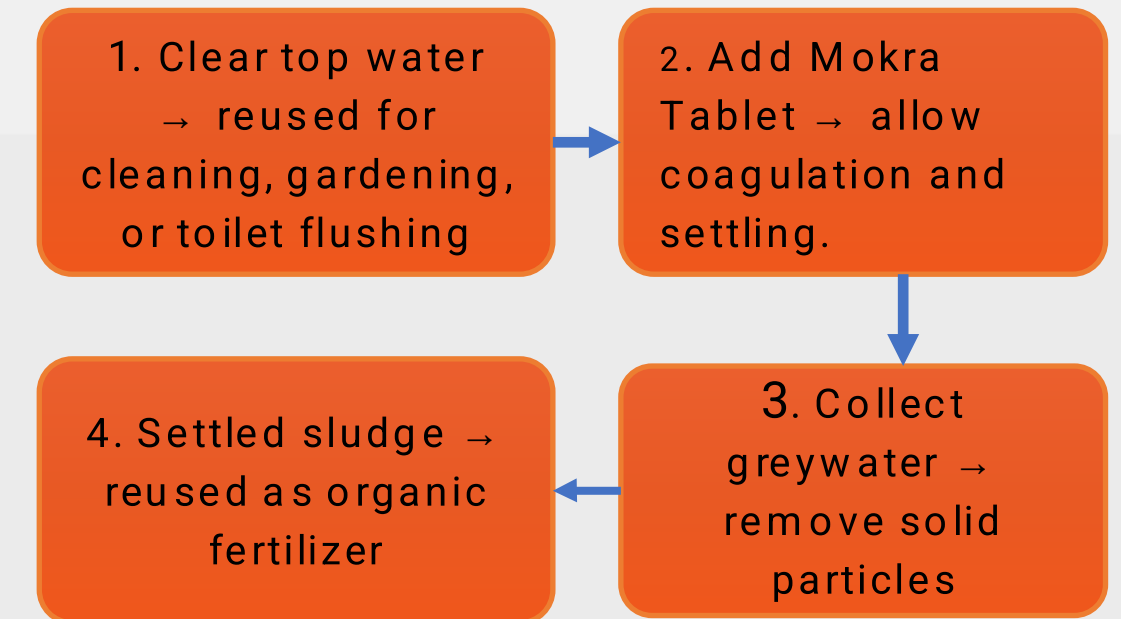 1. Clear top water
→ reused for
cleaning, gardening,
or toilet flushing
2. Add Mokra
Tablet → allow
coagulation and
settling.
3. Collect
greywater →
remove solid
particles
4. Settled sludge →
reused as organic
fertilizer